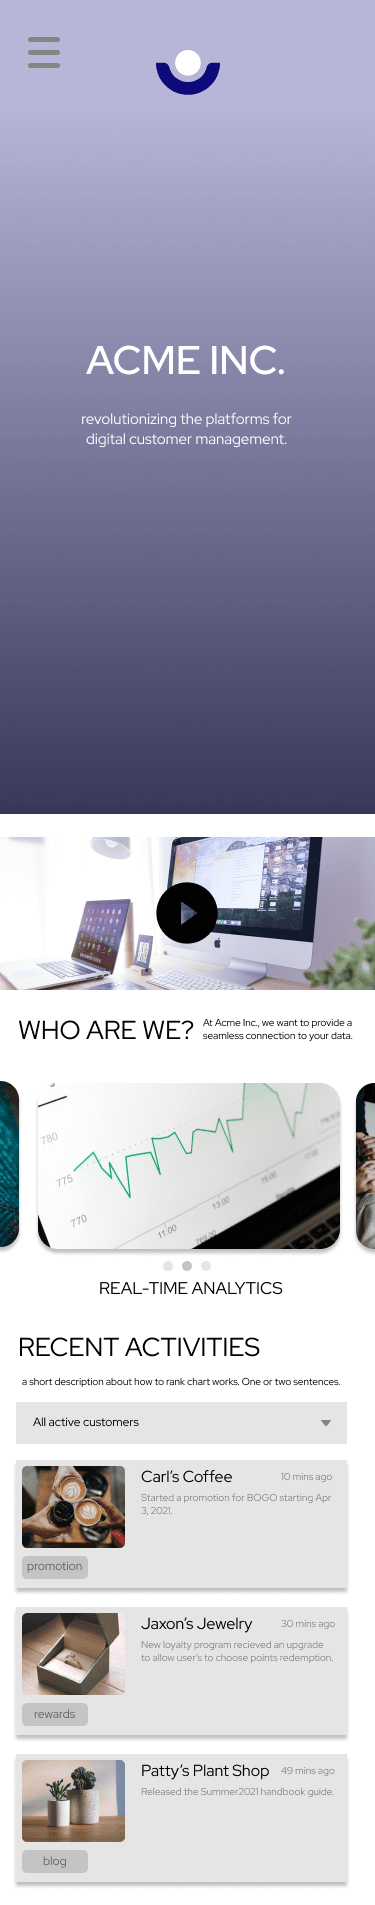 ACME INC.
revolutionizing the platforms for
digital customer management.
WHO ARE WE?
At Acme Inc., we want to provide a
seamless connection to your data.
780
775
770
11:00
13:00
15:00
REAL-TIME ANALYTICS
RECENT ACTIVITIES
a short description about how to rank chart works. One or two sentences.
All active customers
Carl's Coffee
10 mins ago
Started a promotion for BOGO starting Apr
3, 2021.
promotion
Jaxon's Jewelry
30 mins ago
New loyalty program recieved an upgrade
to allow user's to choose points redemption.
rewards
Patty's Plant Shop
49 mins ago
Released the Summer2021 handbook guide.
blog